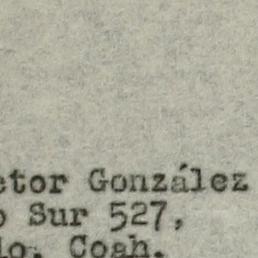 ctor González
o Sur 527,
lo, Coah.